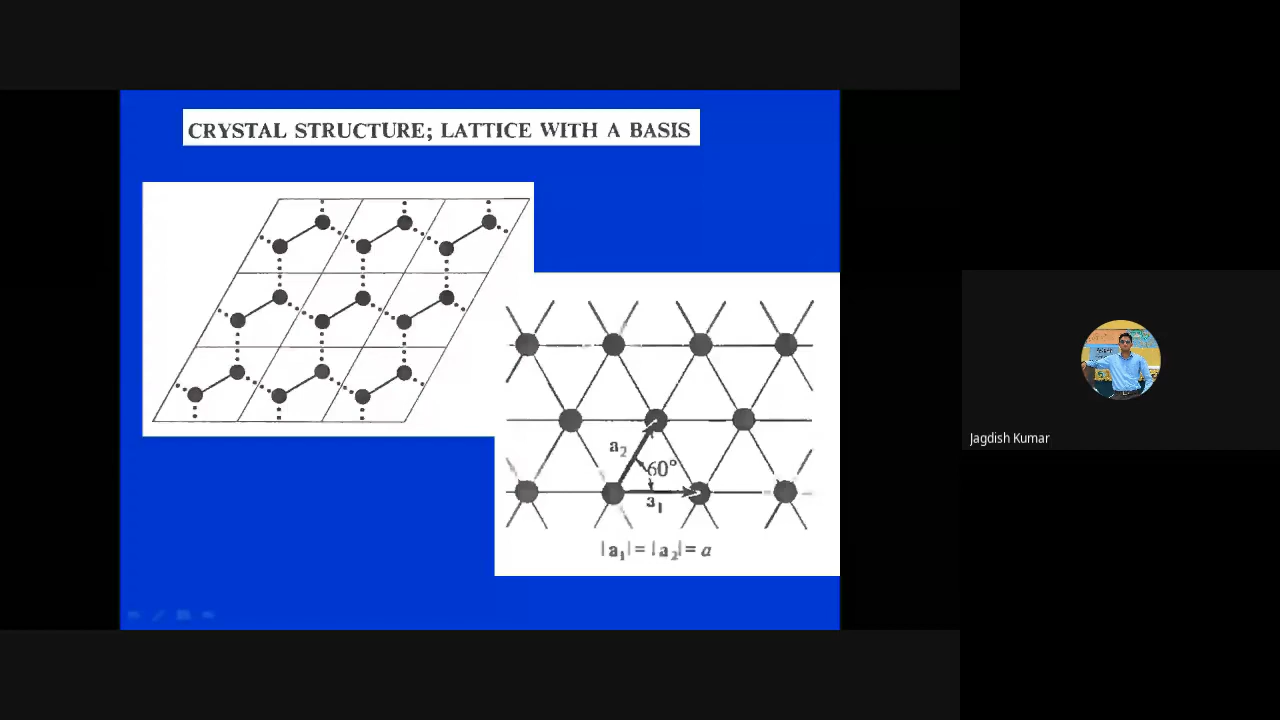 CRYSTAL STRUCTURE; LATTICE WITH A BASIS
a₂
60°
a₁
|a₁| = |a₂| = a
Jagdish Kumar